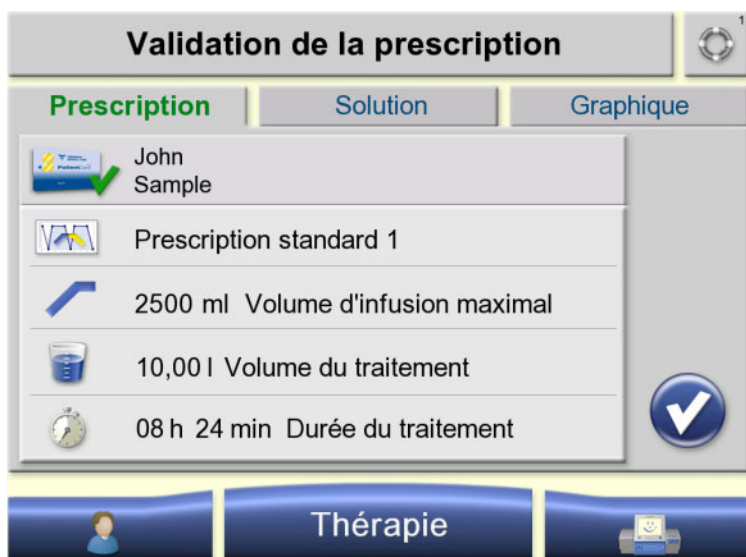 Validation de la prescription
1
Prescription
Solution
Graphique
John
Sample
Prescription standard 1
2500 ml Volume d'infusion maximal
10,00 l Volume du traitement
08 h 24 min Durée du traitement
Thérapie